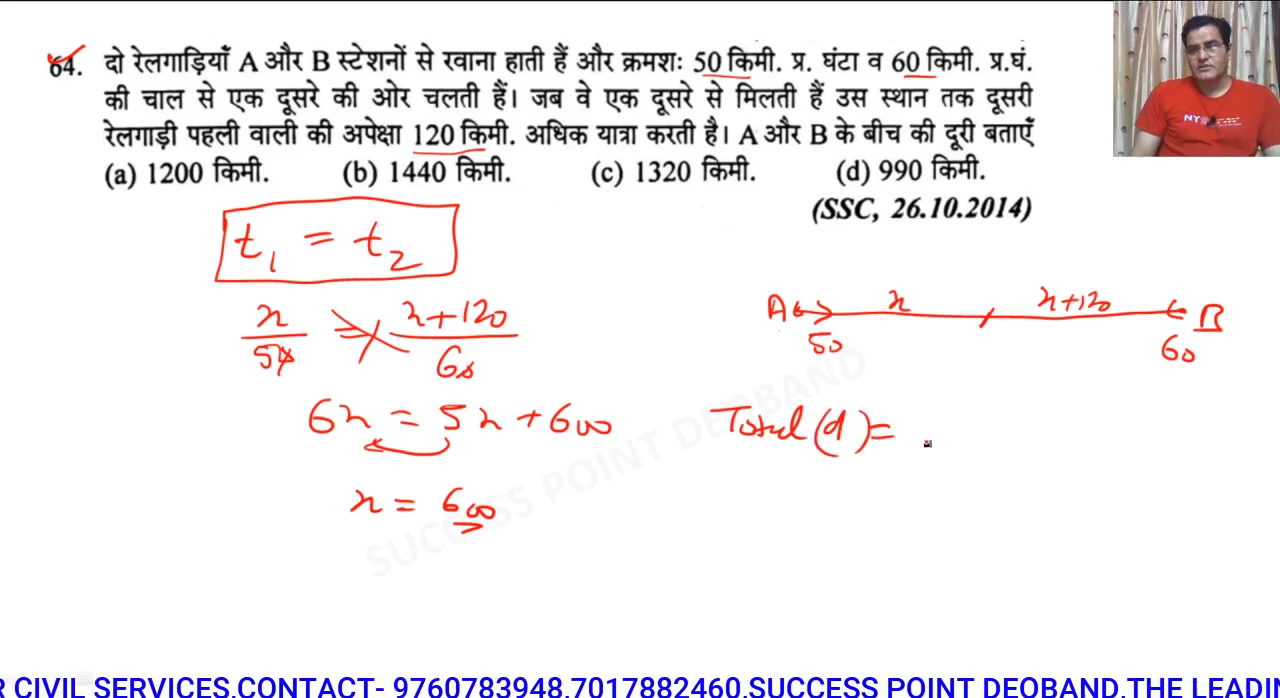 64. दो रेलगाड़ियाँ A और B स्टेशनों से रवाना हाती हैं और क्रमशः 50 किमी. प्र. घंटा व 60 किमी. प्र.घं.
की चाल से एक दूसरे की ओर चलती हैं। जब वे एक दूसरे से मिलती हैं उस स्थान तक दूसरी
रेलगाड़ी पहली वाली की अपेक्षा 120 किमी. अधिक यात्रा करती है। A और B के बीच की दूरी बताएँ
(a) 1200 किमी. (b) 1440 किमी. (c) 1320 किमी. (d) 990 किमी.
(SSC, 26.10.2014)
t₁ = t₂
x/50 = x+120/60
6x = 5x + 600
x = 600
A x x+120 B
50 60
Total (d) =
SUCCESS POINT DEOBAND
NY
R CIVIL SERVICES.CONTACT- 9760783948,7017882460.SUCCESS POINT DEOBAND.THE LEADIN